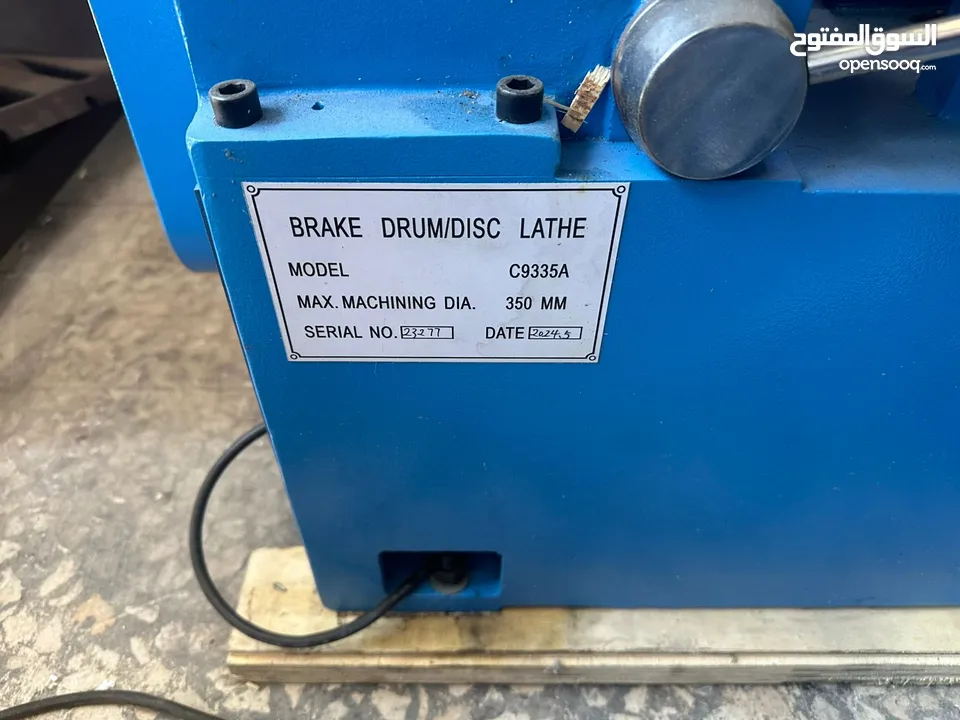 السوق المفتوح
opensooq.com
BRAKE DRUM/DISC LATHE
MODEL C9335A
MAX. MACHINING DIA. 350 MM
SERIAL NO. 23277 DATE 2024.5